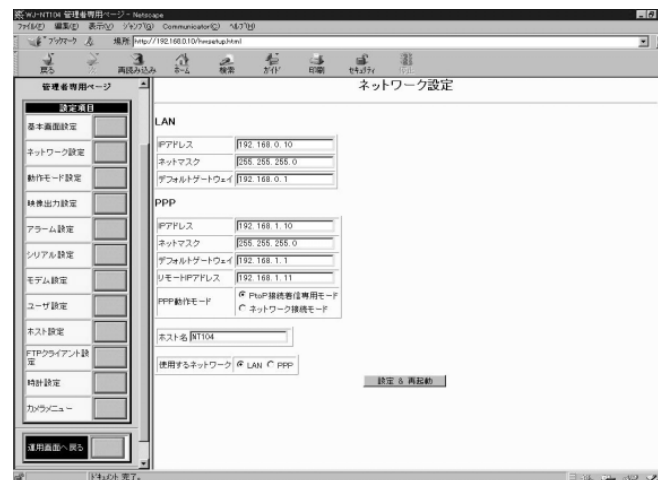 WJ-NT104 管理者専用ページ - Netscape
ファイル(F) 編集(E) 表示(V) ジャンプ(G) Communicator(C) ヘルプ(H)
ブックマーク 場所 http://192.168.0.10/hmsetup.html
戻る 再読み込み ホーム 検索 ガイド 印刷 セキュリティ 停止
管理者専用ページ
設定項目
基本画面設定
ネットワーク設定
動作モード設定
映像出力設定
アラーム設定
シリアル設定
モデム設定
ユーザ設定
ホスト設定
FTPクライアント設
定
時計設定
カメラメニュー
運用画面へ戻る
ネットワーク設定
LAN
IPアドレス 192.168.0.10
ネットマスク 255.255.255.0
デフォルトゲートウェイ 192.168.0.1
PPP
IPアドレス 192.168.1.10
ネットマスク 255.255.255.0
デフォルトゲートウェイ 192.168.1.1
リモートIPアドレス 192.168.1.11
PPP動作モード PtoP接続着信専用モード
ネットワーク接続モード
ホスト名 NT104
使用するネットワーク LAN PPP
設定 & 再起動
ドキュメント:完了。